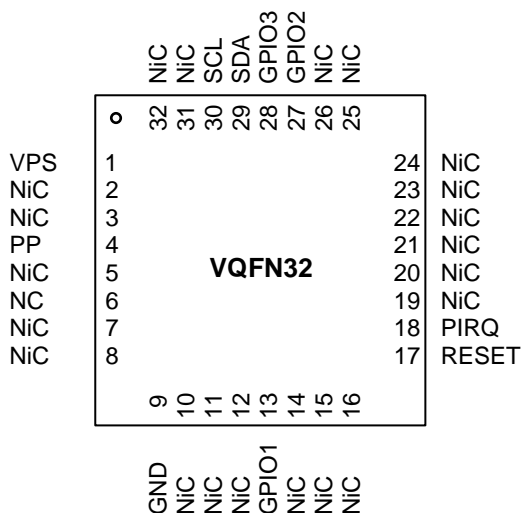 NiC NiC SCL SDA GPIO3 GPIO2 NiC NiC
32 31 30 29 28 27 26 25
VPS 1 24 NiC
NiC 2 23 NiC
NiC 3 22 NiC
PP 4 21 NiC
NiC 5 VQFN32 20 NiC
NC 6 19 NiC
NiC 7 18 PIRQ
NiC 8 17 RESET
9 10 11 12 13 14 15 16
GND NiC NiC NiC GPIO1 NiC NiC NiC